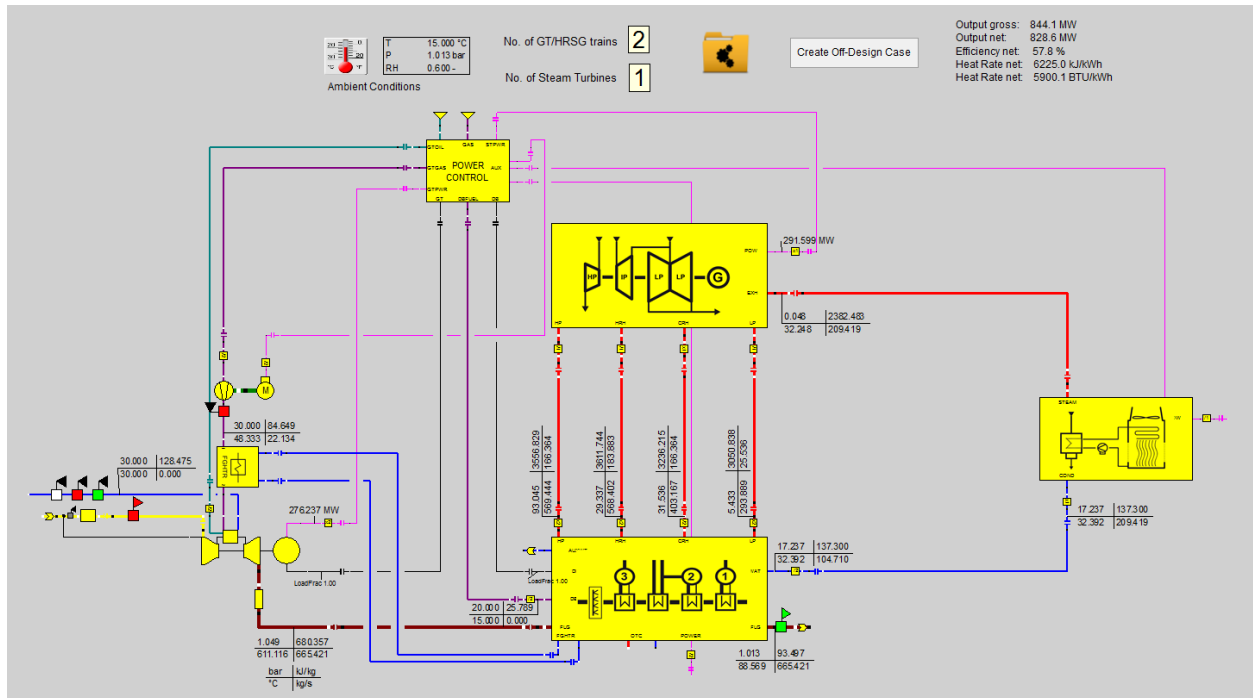 T 15.000 °C
P 1.013 bar
RH 0.600 -
Ambient Conditions
No. of GT/HRSG trains 2
No. of Steam Turbines 1
Create Off-Design Case
Output gross: 844.1 MW
Output net: 828.6 MW
Efficiency net: 57.8 %
Heat Rate net: 6225.0 kJ/kWh
Heat Rate net: 5900.1 BTU/kWh
GTOIL GAS STPWR
GTGAS POWER CONTROL AUX
GTPWR
GT DBFUEL DB
HP IP LP LP G
POW
291.599 MW
EXH
0.048 2382.483
32.248 209.419
HP HRH CRH LP
M
30.000 84.649
48.333 22.134
FGHTR
30.000 128.475
30.000 0.000
276.237 MW
LoadFrac 1.00
3556.829 166.364
93.045 569.444
3611.744 183.883
29.337 568.402
3236.215 166.364
31.536 403.167
3050.838 25.536
5.433 293.889
STEAM
COND
17.237 137.300
32.392 209.419
HP HRH CRH LP
17.237 137.300
32.392 104.710
WAT
LoadFrac 1.00
3 2 1
20.000 25.789
15.000 0.000
FLG FLG
FGHTR DTC POWER
1.049 680.357
611.116 665.421
bar kJ/kg
°C kg/s
1.013 93.497
88.569 665.421